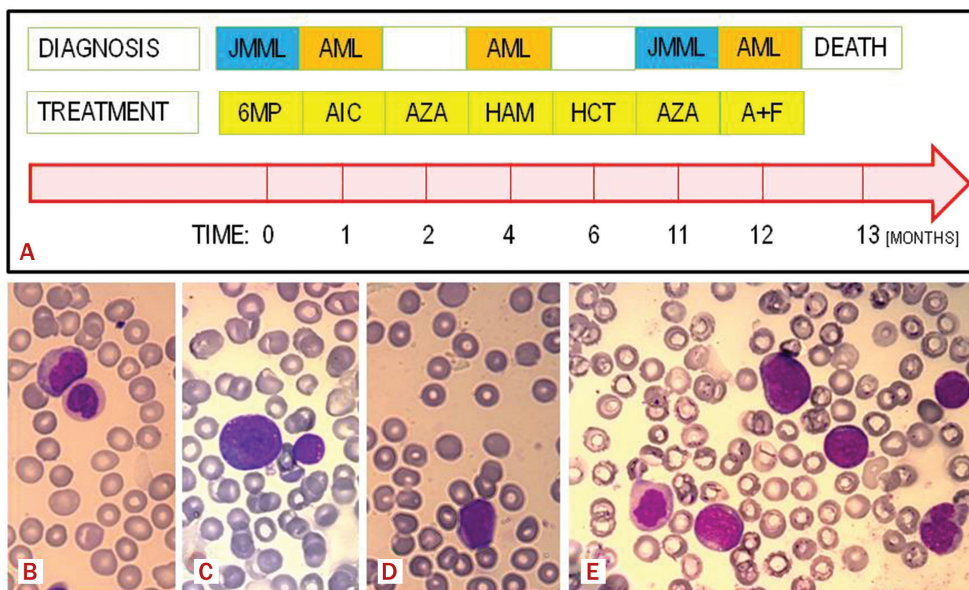 DIAGNOSIS JMML AML AML JMML AML DEATH
TREATMENT 6MP AIC AZA HAM HCT AZA A+F
TIME: 0 1 2 4 6 11 12 13 [MONTHS]
A
B C D E